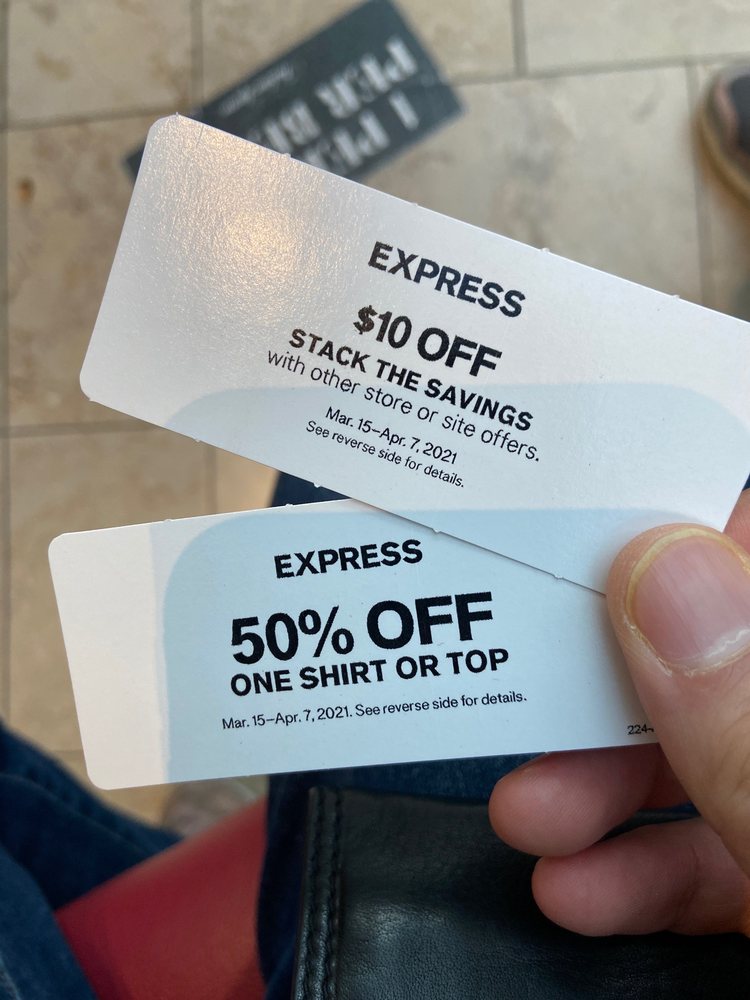 EXPRESS
$10 OFF
STACK THE SAVINGS
with other store or site offers.
Mar. 15–Apr. 7, 2021
See reverse side for details.
EXPRESS
50% OFF
ONE SHIRT OR TOP
Mar. 15–Apr. 7, 2021. See reverse side for details.
224-